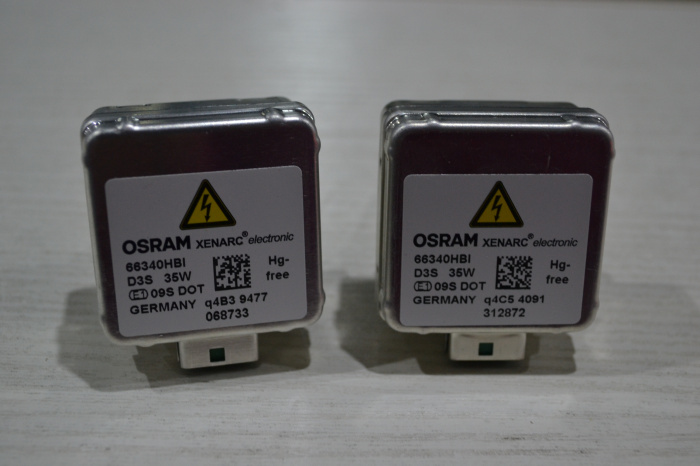 OSRAM XENARC® electronic
66340HBI
D3S 35W
Hg-
free
E1 09S DOT
GERMANY q4B3 9477
068733
OSRAM XENARC® electronic
66340HBI
D3S 35W
Hg-
free
E1 09S DOT
GERMANY q4C5 4091
312872